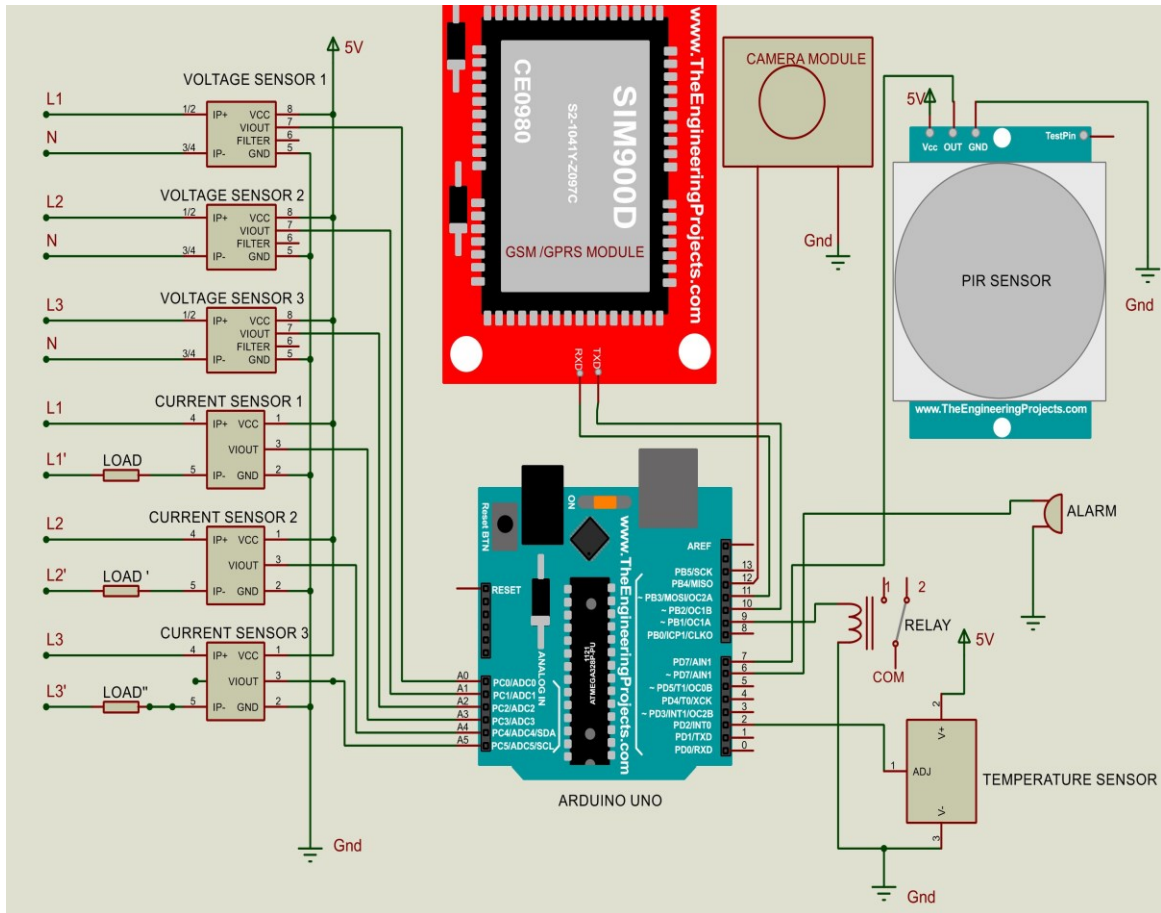 5V
VOLTAGE SENSOR 1
L1
N
1/2
3/4
IP+
IP-
VCC
VIOUT
FILTER
GND
8
7
6
5
VOLTAGE SENSOR 2
L2
N
1/2
3/4
IP+
IP-
VCC
VIOUT
FILTER
GND
8
7
6
5
VOLTAGE SENSOR 3
L3
N
1/2
3/4
IP+
IP-
VCC
VIOUT
FILTER
GND
8
7
6
5
CURRENT SENSOR 1
L1
L1'
LOAD
4
5
IP+
IP-
VCC
VIOUT
GND
1
3
2
CURRENT SENSOR 2
L2
L2'
LOAD '
4
5
IP+
IP-
VCC
VIOUT
GND
1
3
2
CURRENT SENSOR 3
L3
L3'
LOAD"
4
5
IP+
IP-
VCC
VIOUT
GND
1
3
2
Gnd
CE0980
S2-1041Y-Z097C
SIM900D
GSM /GPRS MODULE
www.TheEngineeringProjects.com
RXD
TXD
CAMERA MODULE
Gnd
5V
Vcc
OUT
GND
TestPin
PIR SENSOR
Gnd
www.TheEngineeringProjects.com
Reset BTN
ON
www.TheEngineeringProjects.com
RESET
ANALOG IN
ATMEGA328P-PU
1121
A0
A1
A2
A3
A4
A5
PC0/ADC0
PC1/ADC1
PC2/ADC2
PC3/ADC3
PC4/ADC4/SDA
PC5/ADC5/SCL
AREF
PB5/SCK
PB4/MISO
~ PB3/MOSI/OC2A
~ PB2/OC1B
~ PB1/OC1A
PB0/ICP1/CLKO
13
12
11
10
9
8
PD7/AIN1
~ PD7/AIN1
~ PD5/T1/OC0B
PD4/T0/XCK
~ PD3/INT1/OC2B
PD2/INT0
PD1/TXD
PD0/RXD
7
6
5
4
3
2
1
0
ARDUINO UNO
ALARM
1
2
RELAY
COM
5V
2
V+
1
ADJ
V-
3
TEMPERATURE SENSOR
Gnd